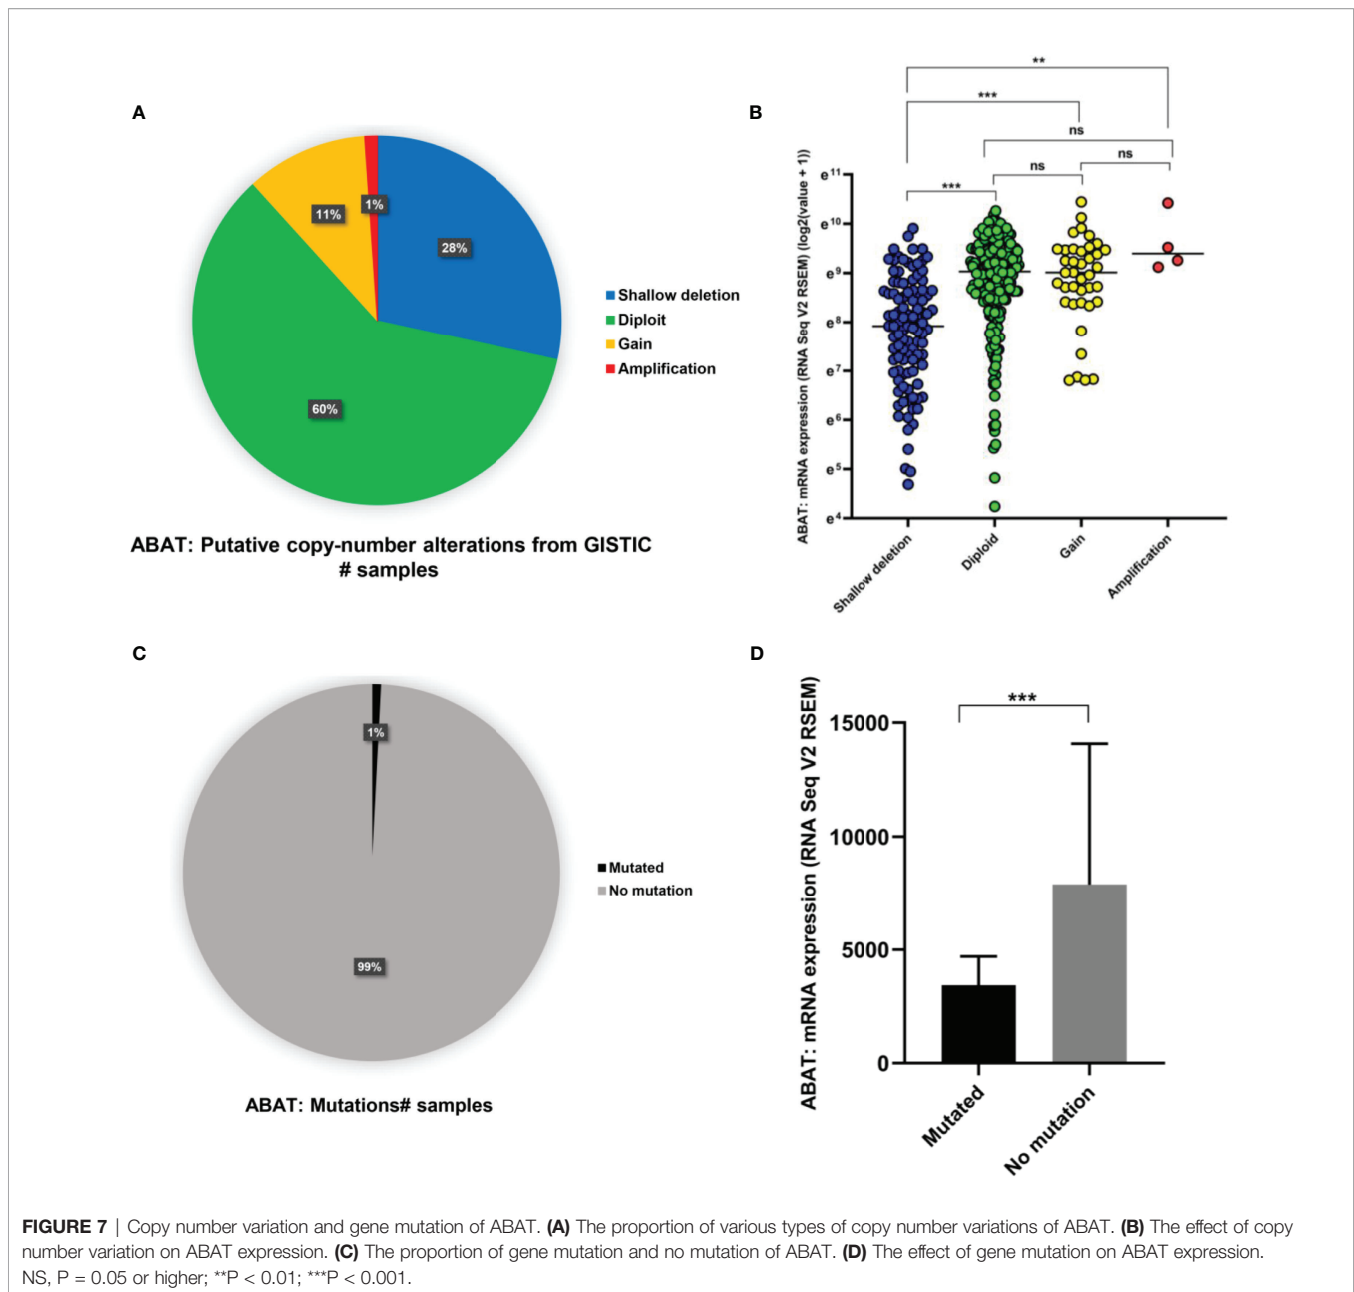 A
1%
11%
28%
60%
Shallow deletion
Diploit
Gain
Amplification
ABAT: Putative copy-number alterations from GISTIC
# samples
B
ABAT: mRNA expression (RNA Seq V2 RSEM) (log2(value + 1))
**
***
ns
ns
ns
***
e11
e10
e9
e8
e7
e6
e5
e4
Shallow deletion
Diploid
Gain
Amplification
C
1%
99%
Mutated
No mutation
ABAT: Mutations# samples
D
ABAT: mRNA expression (RNA Seq V2 RSEM)
***
15000
10000
5000
0
Mutated
No mutation
FIGURE 7 | Copy number variation and gene mutation of ABAT. (A) The proportion of various types of copy number variations of ABAT. (B) The effect of copy
number variation on ABAT expression. (C) The proportion of gene mutation and no mutation of ABAT. (D) The effect of gene mutation on ABAT expression.
NS, P = 0.05 or higher; **P < 0.01; ***P < 0.001.